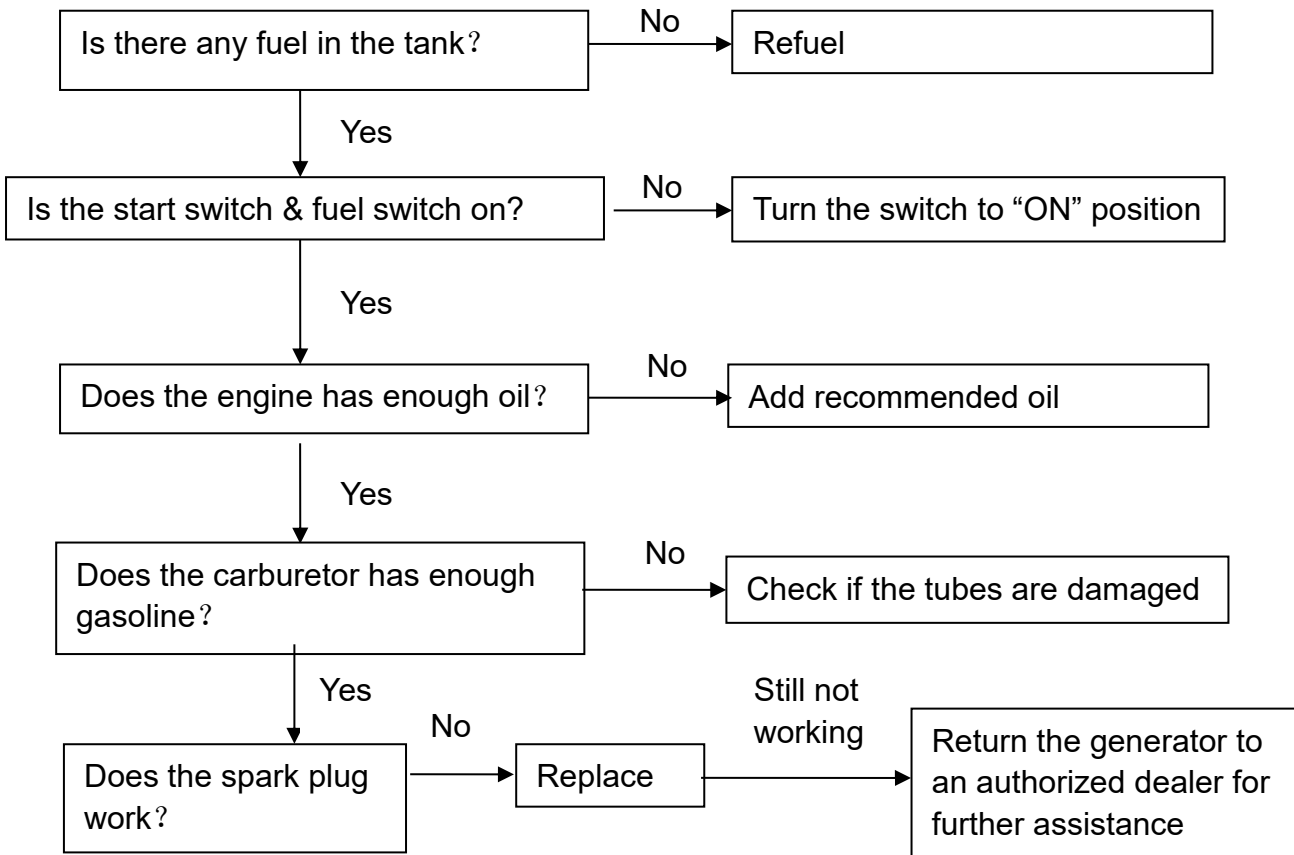 Is there any fuel in the tank？
No
Refuel
Yes
Is the start switch & fuel switch on?
No
Turn the switch to “ON” position
Yes
Does the engine has enough oil？
No
Add recommended oil
Yes
Does the carburetor has enough
gasoline？
No
Check if the tubes are damaged
Yes
Does the spark plug
work？
No
Replace
Still not
working
Return the generator to
an authorized dealer for
further assistance